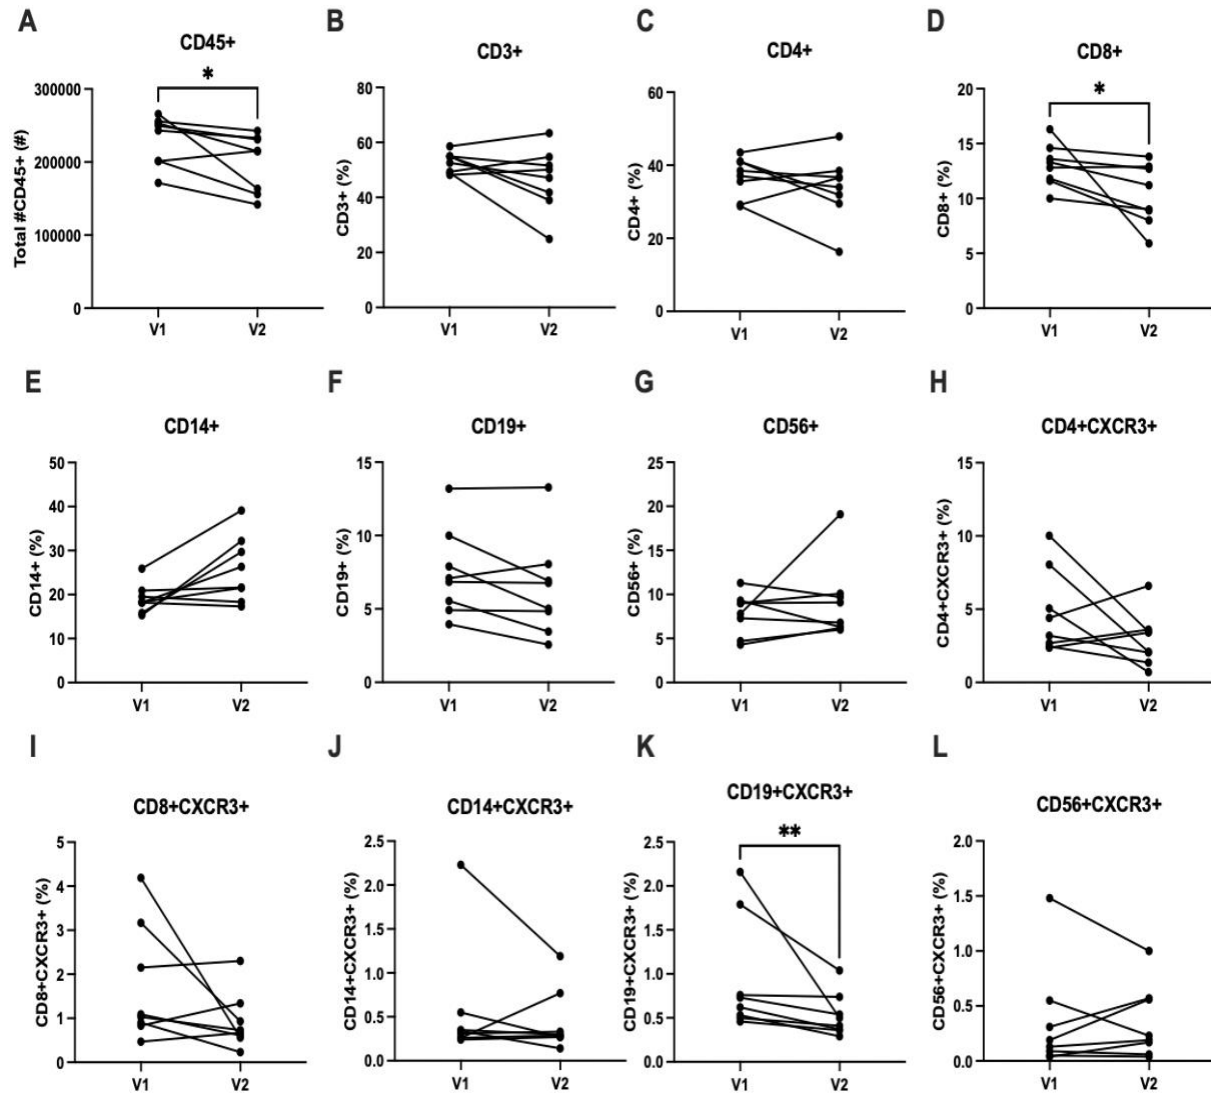 A
CD45+
*
Total #CD45+ (#)
300000
200000
100000
0
V1 V2
B
CD3+
CD3+ (%)
80
60
40
20
0
V1 V2
C
CD4+
CD4+ (%)
60
40
20
0
V1 V2
D
CD8+
*
CD8+ (%)
20
15
10
5
0
V1 V2
E
CD14+
CD14+ (%)
50
40
30
20
10
0
V1 V2
F
CD19+
CD19+ (%)
15
10
5
0
V1 V2
G
CD56+
CD56+ (%)
25
20
15
10
5
0
V1 V2
H
CD4+CXCR3+
CD4+CXCR3+ (%)
15
10
5
0
V1 V2
I
CD8+CXCR3+
CD8+CXCR3+ (%)
5
4
3
2
1
0
V1 V2
J
CD14+CXCR3+
CD14+CXCR3+ (%)
2.5
2.0
1.5
1.0
0.5
0.0
V1 V2
K
CD19+CXCR3+
**
CD19+CXCR3+ (%)
2.5
2.0
1.5
1.0
0.5
0.0
V1 V2
L
CD56+CXCR3+
CD56+CXCR3+ (%)
2.0
1.5
1.0
0.5
0.0
V1 V2